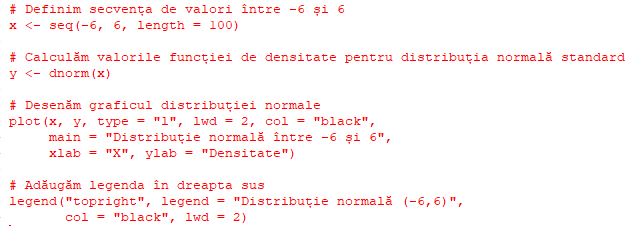 # Definim secvența de valori între -6 și 6
x <- seq(-6, 6, length = 100)
# Calculăm valorile funcției de densitate pentru distribuția normală standard
y <- dnorm(x)
# Desenăm graficul distribuției normale
plot(x, y, type = "l", lwd = 2, col = "black",
main = "Distribuție normală între -6 și 6",
xlab = "X", ylab = "Densitate")
# Adăugăm legenda în dreapta sus
legend("topright", legend = "Distribuție normală (-6,6)",
col = "black", lwd = 2)